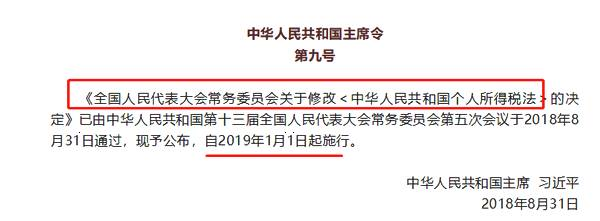 中华人民共和国主席令
第九号
《全国人民代表大会常务委员会关于修改＜中华人民共和国个人所得税法＞的决
定》已由中华人民共和国第十三届全国人民代表大会常务委员会第五次会议于2018年8
月31日通过，现予公布，自2019年1月1日起施行。
中华人民共和国主席 习近平
2018年8月31日